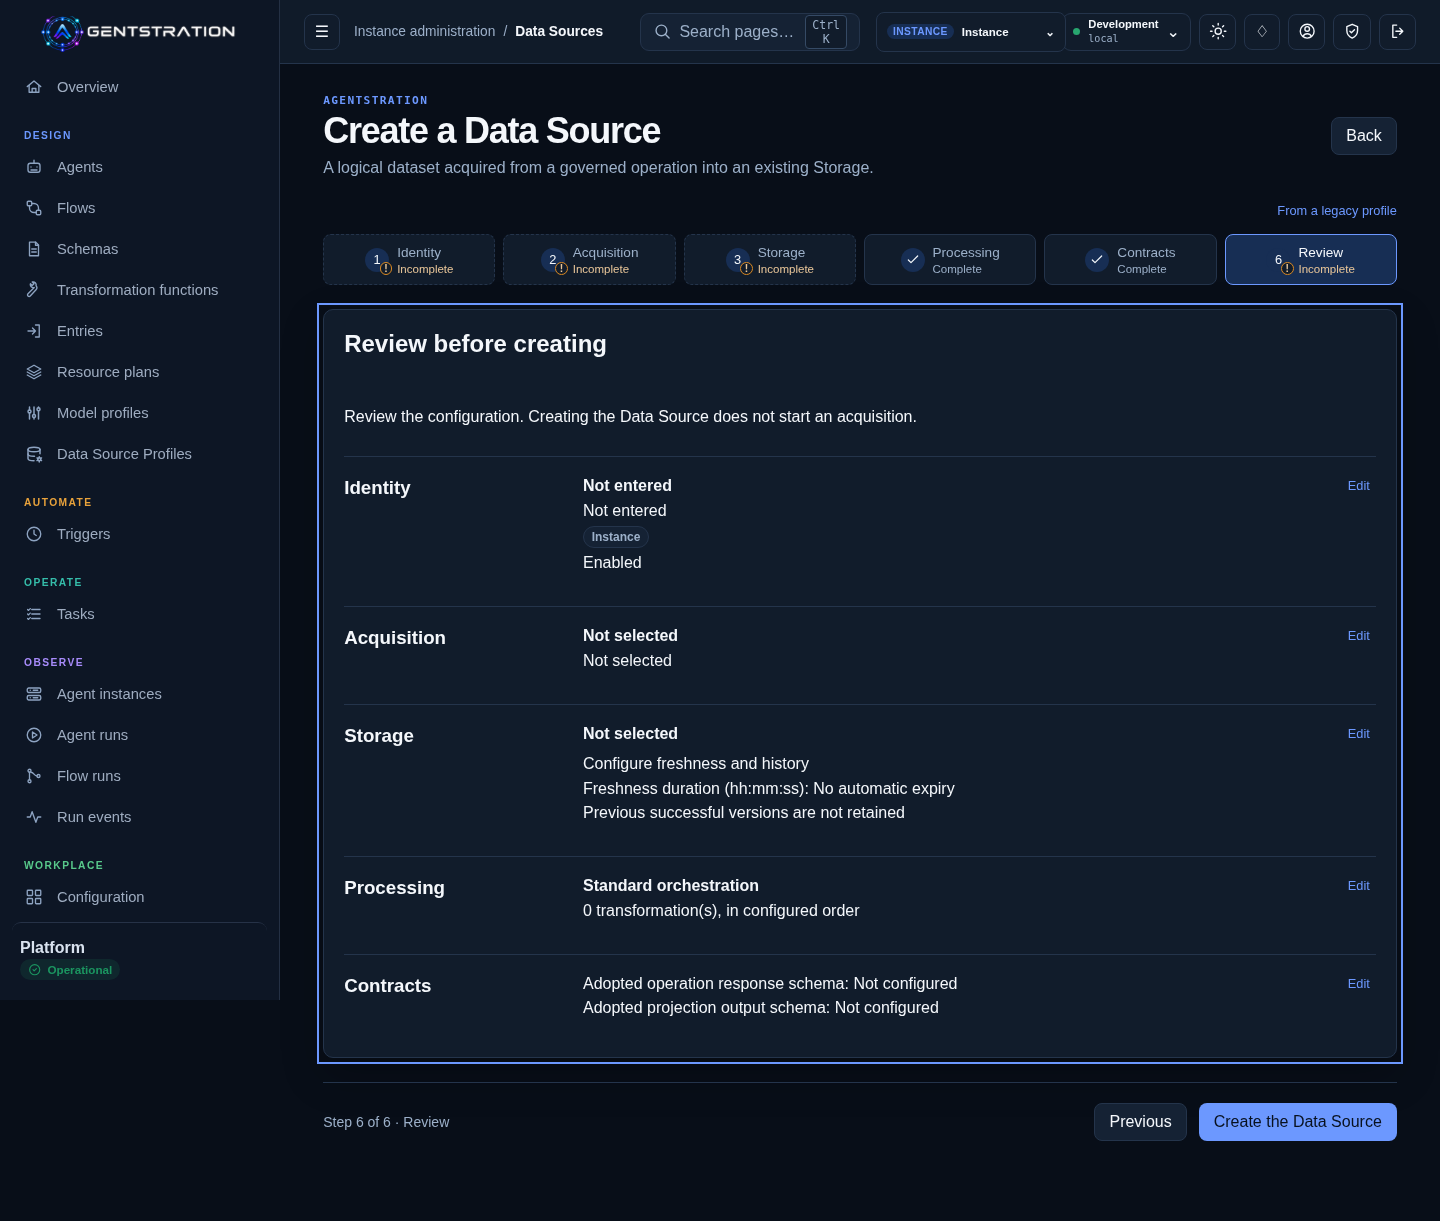 GENTSTRATION
Overview
DESIGN
Agents
Flows
Schemas
Transformation functions
Entries
Resource plans
Model profiles
Data Source Profiles
AUTOMATE
Triggers
OPERATE
Tasks
OBSERVE
Agent instances
Agent runs
Flow runs
Run events
WORKPLACE
Configuration
Platform
Operational
Instance administration / Data Sources
Search pages…
Ctrl
K
INSTANCE Instance
Development
local
AGENTSTRATION
Create a Data Source
Back
A logical dataset acquired from a governed operation into an existing Storage.
From a legacy profile
1 ! Identity
Incomplete
2 ! Acquisition
Incomplete
3 ! Storage
Incomplete
Processing
Complete
Contracts
Complete
6 ! Review
Incomplete
Review before creating
Review the configuration. Creating the Data Source does not start an acquisition.
Identity
Not entered
Edit
Not entered
Instance
Enabled
Acquisition
Not selected
Edit
Not selected
Storage
Not selected
Edit
Configure freshness and history
Freshness duration (hh:mm:ss): No automatic expiry
Previous successful versions are not retained
Processing
Standard orchestration
Edit
0 transformation(s), in configured order
Contracts
Adopted operation response schema: Not configured
Edit
Adopted projection output schema: Not configured
Step 6 of 6 · Review
Previous
Create the Data Source